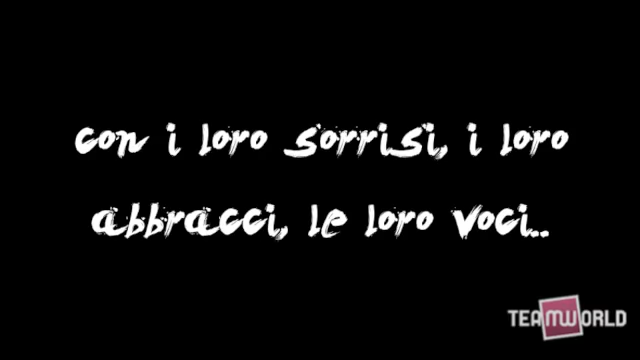 con i loro sorrisi, i loro
abbracci, le loro voci...
TEAMWORLD